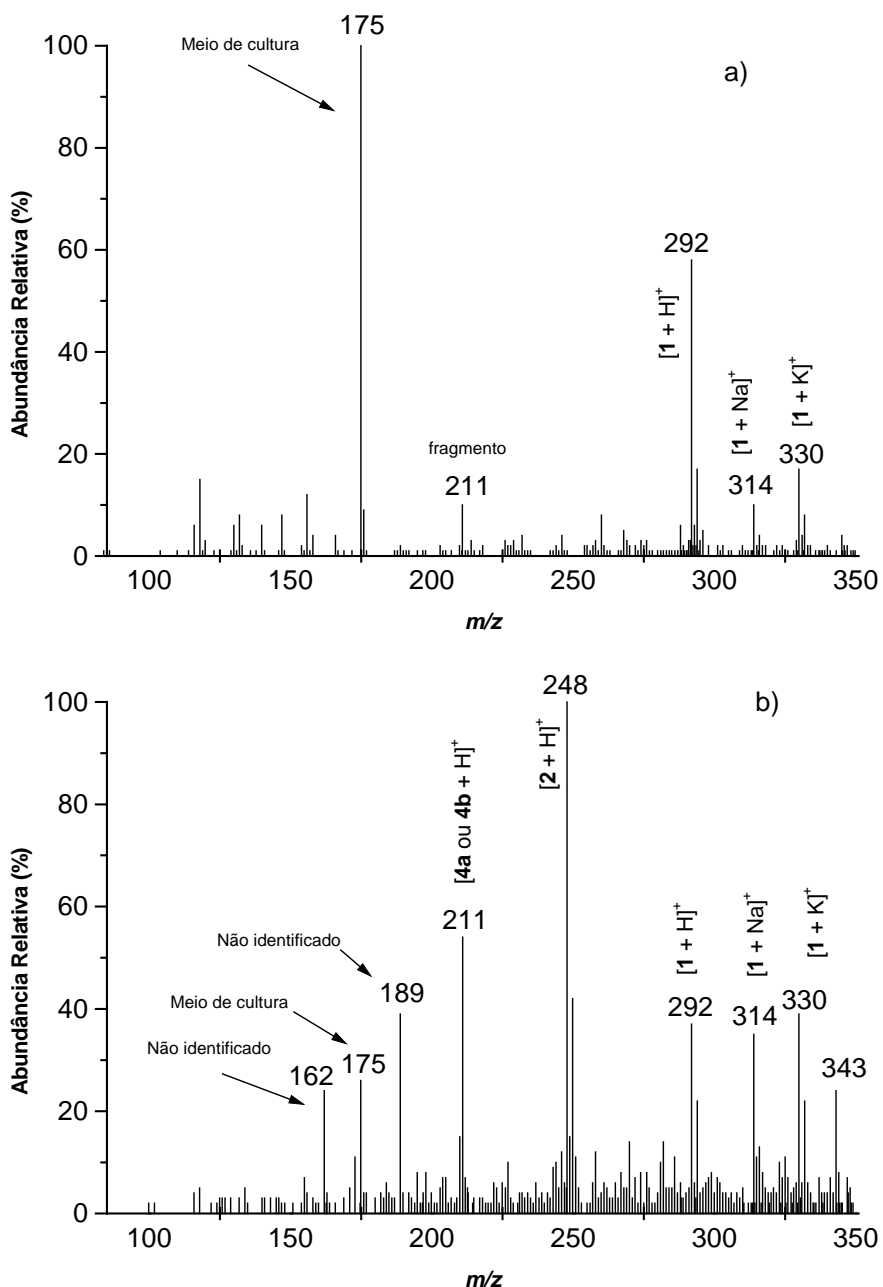 175
Meio de cultura
a)
100
80
60
40
20
0
Abundância Relativa (%)
292
[1 + H]+
[1 + Na]+
[1 + K]+
fragmento
211
314
330
100 150 200 250 300 350
m/z
248
b)
100
80
60
40
20
0
Abundância Relativa (%)
[2 + H]+
[4a ou 4b + H]+
211
Não identificado
189
[1 + H]+
[1 + Na]+
[1 + K]+
Meio de cultura
292
314
330
Não identificado
162
175
343
100 150 200 250 300 350
m/z